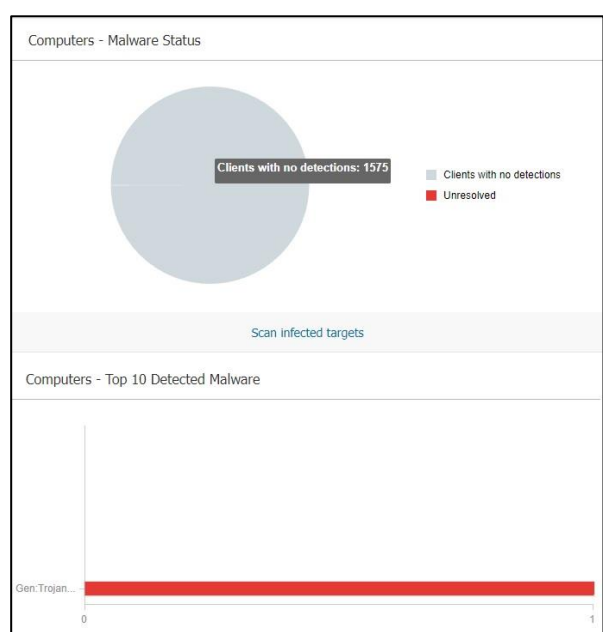 Computers - Malware Status
Clients with no detections: 1575
Clients with no detections
Unresolved
Scan infected targets
Computers - Top 10 Detected Malware
Gen:Trojan...
0
1